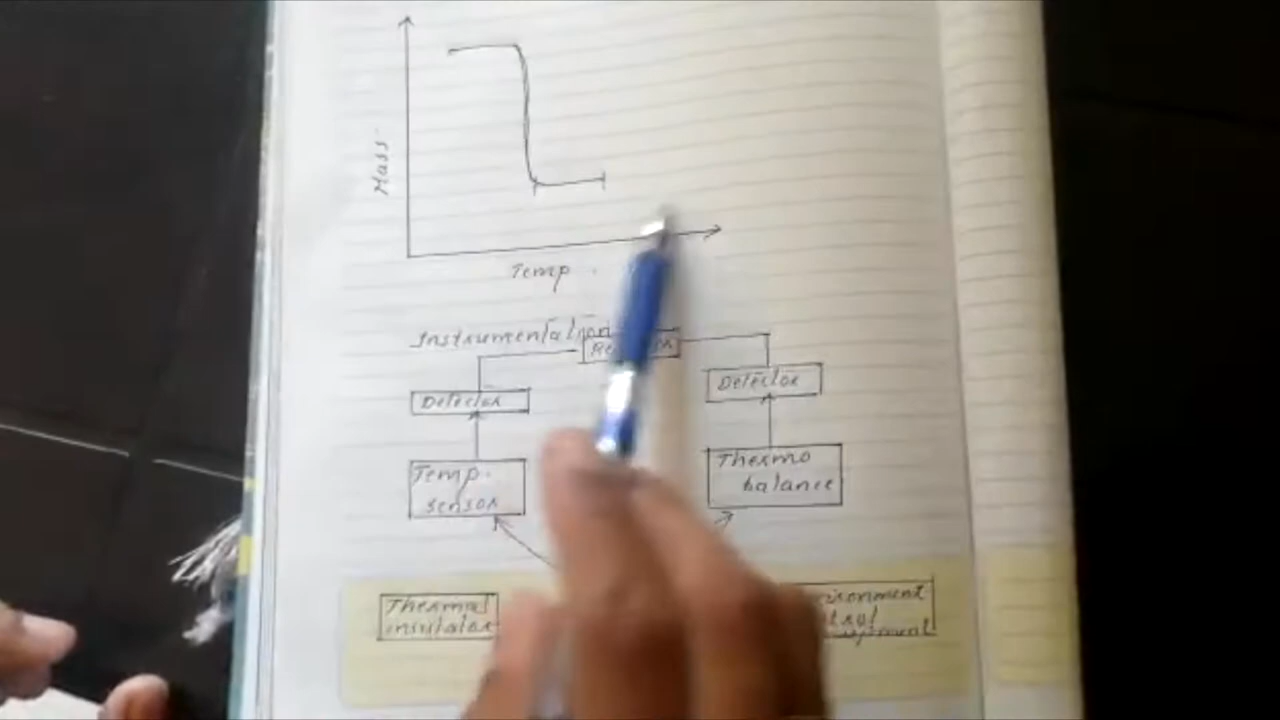 Mass
Temp.
Instrumentation
Detector
Detector
Temp.
sensor
Thermo
balance
Thermal
insulator